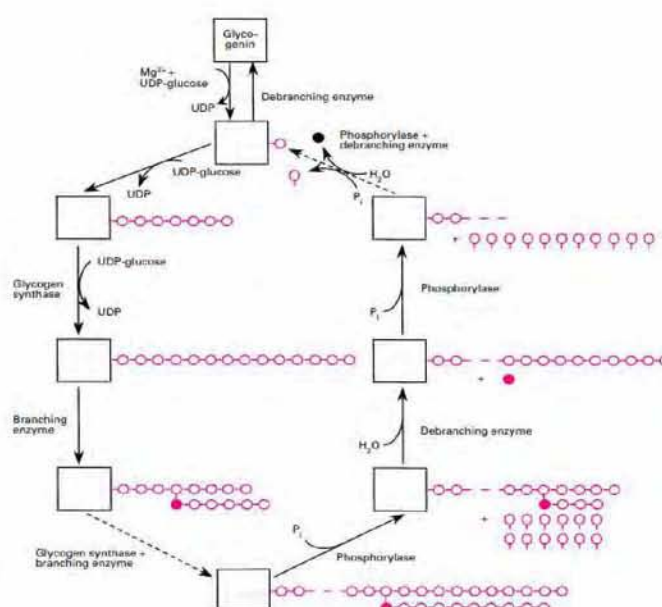 Glyco-
genin
Mg²⁺ +
UDP-glucose
UDP
Debranching enzyme
Phosphorylase +
debranching enzyme
UDP-glucose
UDP
H₂O
Pᵢ
+
Glycogen
synthase
UDP-glucose
UDP
Phosphorylase
Pᵢ
+
Branching
enzyme
H₂O
Debranching enzyme
+
Glycogen synthase +
branching enzyme
Pᵢ
Phosphorylase